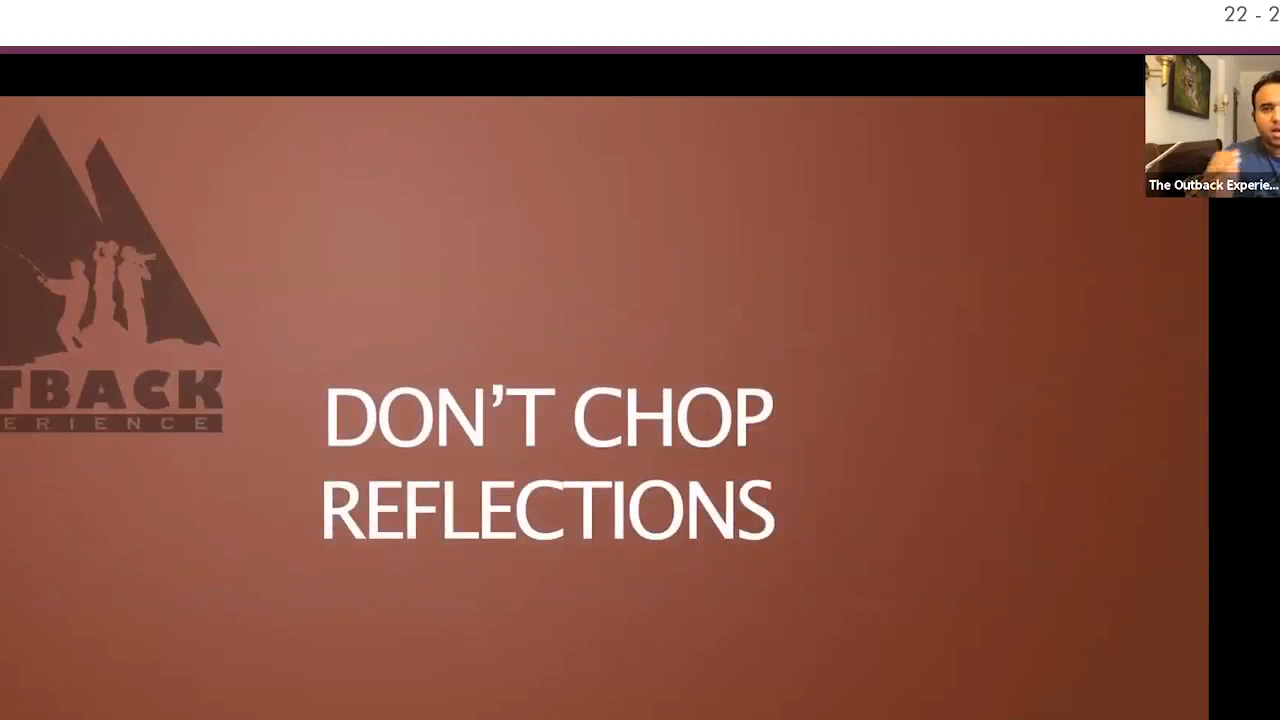 22 - 2
The Outback Experie...
TBACK
ERIENCE
DON'T CHOP
REFLECTIONS